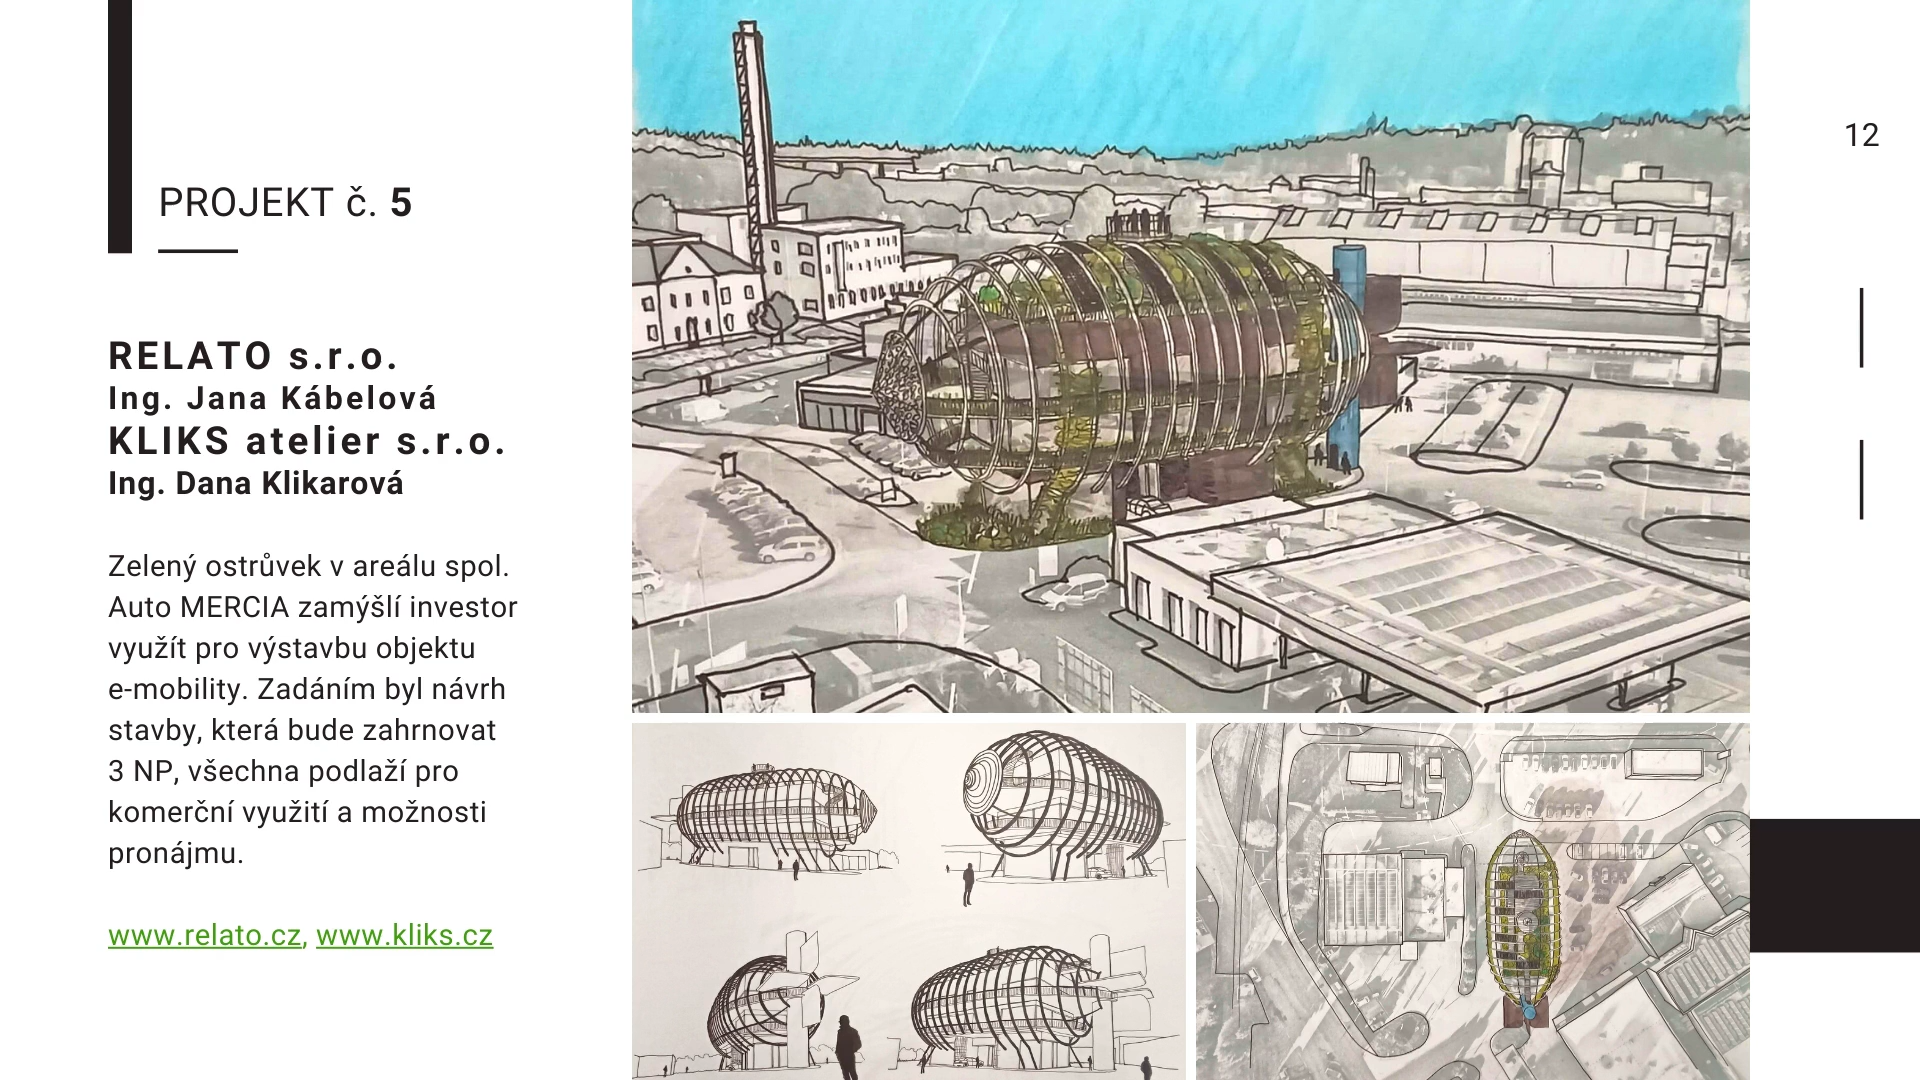 PROJEKT č. 5
RELATO s.r.o.
Ing. Jana Kábelová
KLIKS atelier s.r.o.
Ing. Dana Klikarová
Zelený ostrůvek v areálu spol.
Auto MERCIA zamýšlí investor
využít pro výstavbu objektu
e-mobility. Zadáním byl návrh
stavby, která bude zahrnovat
3 NP, všechna podlaží pro
komerční využití a možnosti
pronájmu.
www.relato.cz, www.kliks.cz
12